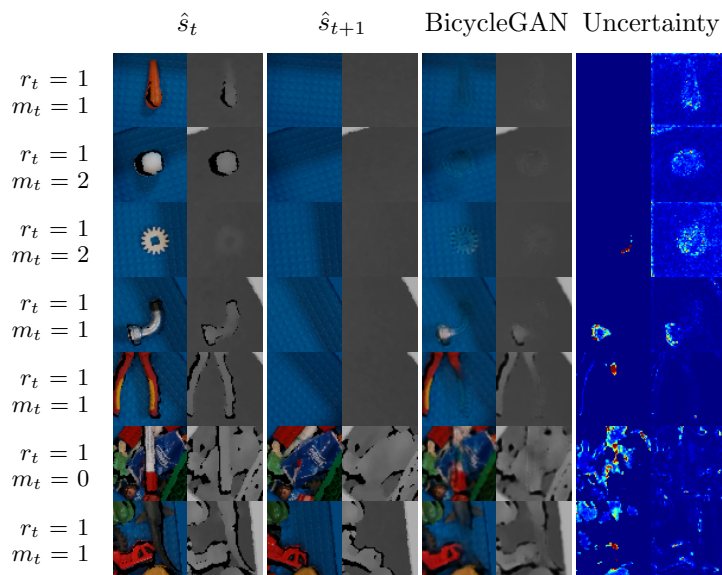 ŝ_t ŝ_{t+1} BicycleGAN Uncertainty
r_t = 1
m_t = 1
r_t = 1
m_t = 2
r_t = 1
m_t = 2
r_t = 1
m_t = 1
r_t = 1
m_t = 1
r_t = 1
m_t = 0
r_t = 1
m_t = 1